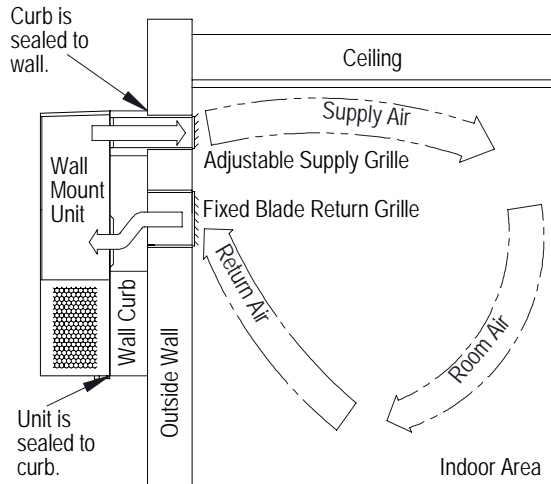 Curb is
sealed to
wall.
Ceiling
Supply Air
Adjustable Supply Grille
Wall
Mount
Unit
Fixed Blade Return Grille
Return Air
Room Air
Wall Curb
Outside Wall
Unit is
sealed to
curb.
Indoor Area